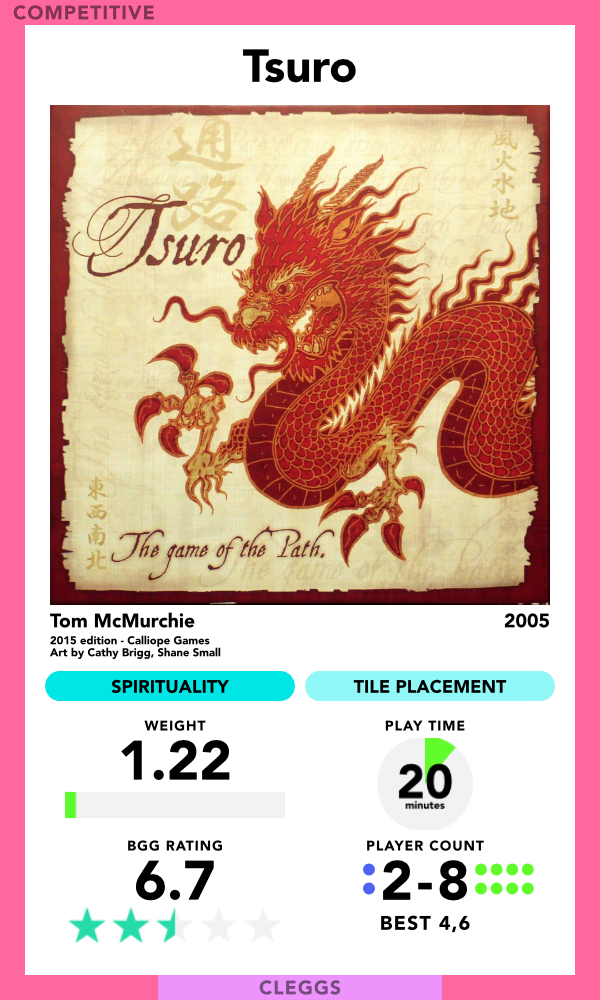 COMPETITIVE
Tsuro
通路
風火水地
Tsuro
東西南北
The game of the Path.
Tom McMurchie
2005
2015 edition - Calliope Games
Art by Cathy Brigg, Shane Small
SPIRITUALITY
TILE PLACEMENT
WEIGHT
1.22
PLAY TIME
20
minutes
BGG RATING
6.7
PLAYER COUNT
2-8
BEST 4,6
CLEGGS